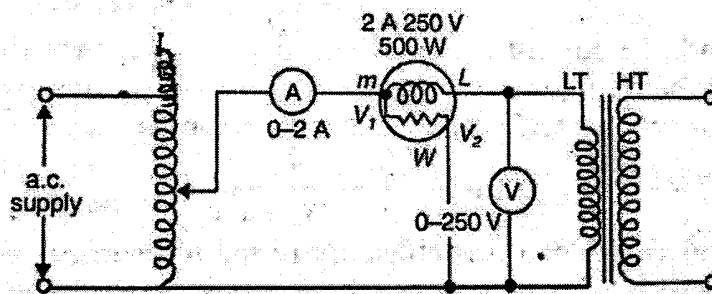 2 A 250 V
500 W
m
L
LT
HT
A
0–2 A
V₁
V₂
W
a.c.
supply
V
0–250 V